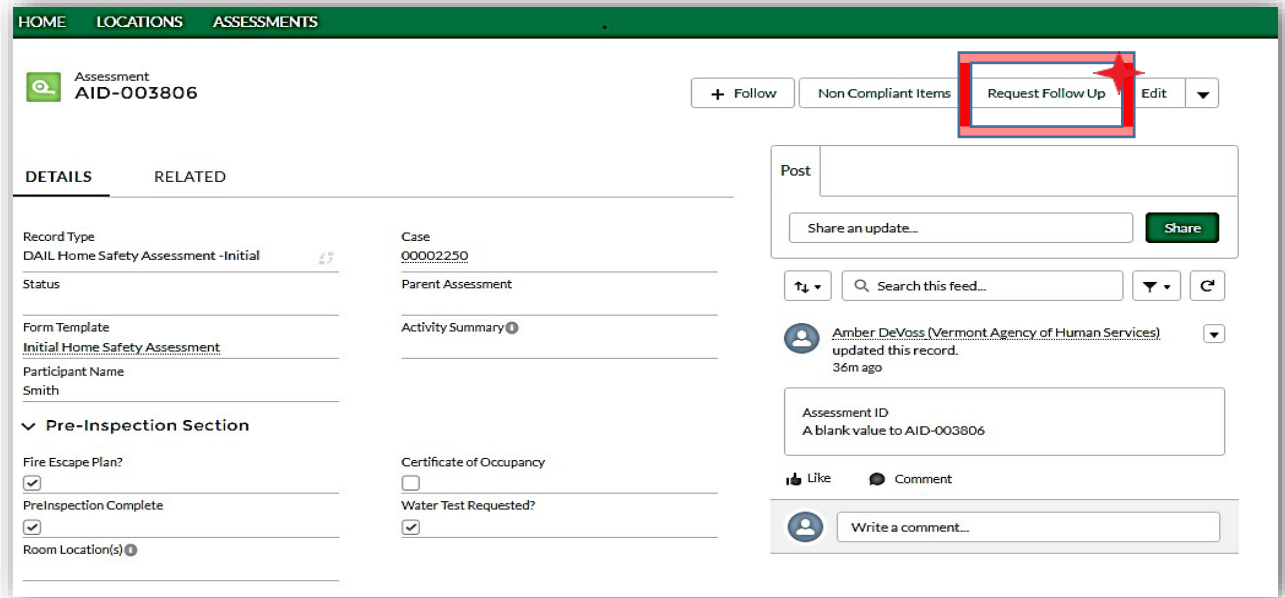 HOME LOCATIONS ASSESSMENTS
Assessment
AID-003806
+ Follow Non Compliant Items Request Follow Up Edit
DETAILS RELATED
Record Type
DAIL Home Safety Assessment -Initial
Case
00002250
Status
Parent Assessment
Form Template
Initial Home Safety Assessment
Activity Summary
Participant Name
Smith
Pre-Inspection Section
Fire Escape Plan?
Certificate of Occupancy
PreInspection Complete
Water Test Requested?
Room Location(s)
Post
Share an update...
Share
Search this feed...
Amber DeVoss (Vermont Agency of Human Services)
updated this record.
36m ago
Assessment ID
A blank value to AID-003806
Like Comment
Write a comment...